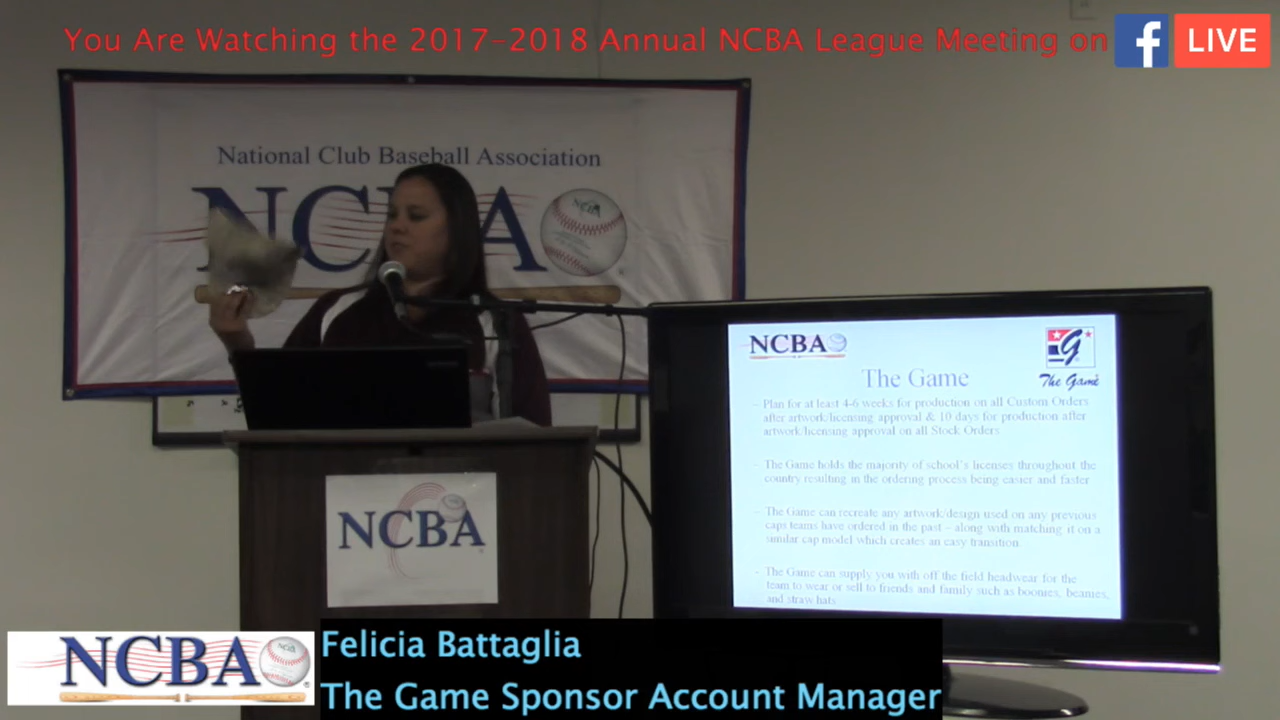 You Are Watching the 2017-2018 Annual NCBA League Meeting on f LIVE
National Club Baseball Association
NCBA
NCBA
The Game
The Game
– Plan for at least 4-6 weeks for production on all Custom Orders
after artwork/licensing approval & 10 days for production after
artwork/licensing approval on all Stock Orders
– The Game holds the majority of school's licenses throughout the
country resulting in the ordering process being easier and faster
– The Game can recreate any artwork/design used on any previous
caps teams have ordered in the past – along with matching it on a
similar cap model which creates an easy transition
- The Game can supply you with off the field headwear for the
team to wear or sell to friends and family such as boonies, beanies,
and straw hats
NCBA
NCBA
Felicia Battaglia
The Game Sponsor Account Manager